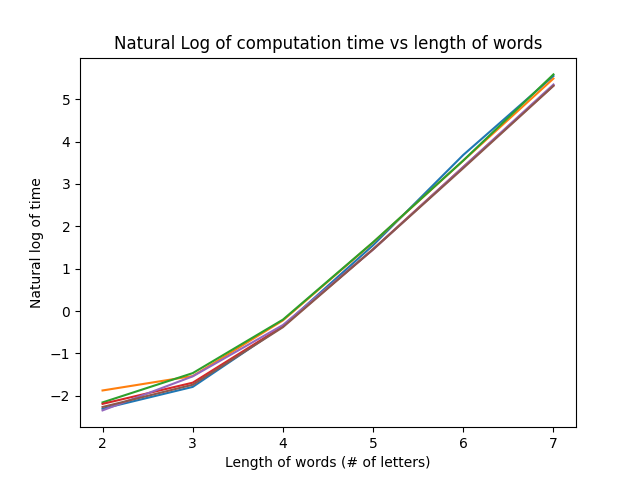 Natural Log of computation time vs length of words
Natural log of time
5
4
3
2
1
0
−1
−2
2 3 4 5 6 7
Length of words (# of letters)